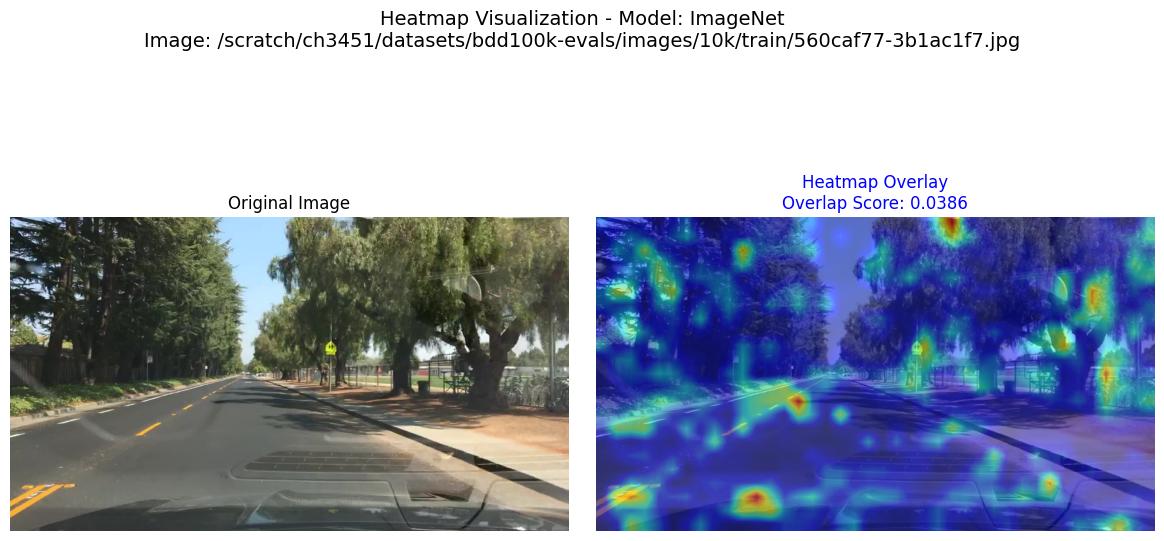 Heatmap Visualization - Model: ImageNet
Image: /scratch/ch3451/datasets/bdd100k-evals/images/10k/train/560caf77-3b1ac1f7.jpg
Original Image
Heatmap Overlay
Overlap Score: 0.0386